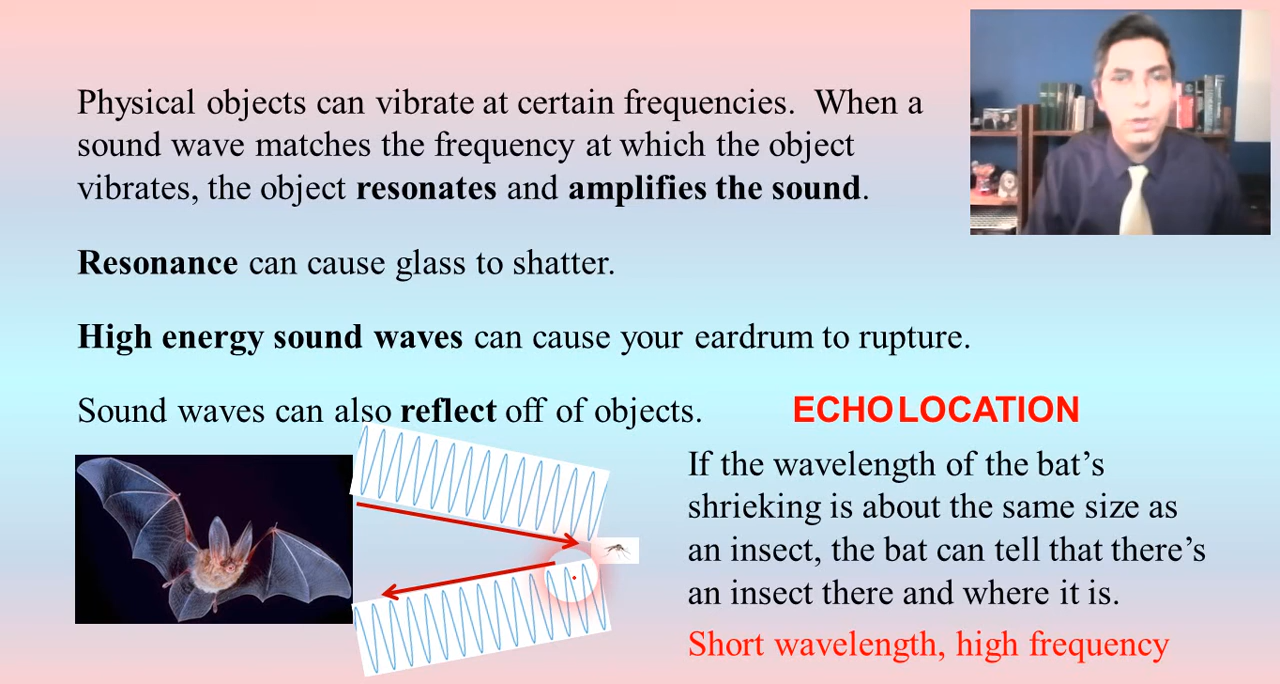 Physical objects can vibrate at certain frequencies.  When a
sound wave matches the frequency at which the object
vibrates, the object resonates and amplifies the sound.
Resonance can cause glass to shatter.
High energy sound waves can cause your eardrum to rupture.
Sound waves can also reflect off of objects.
ECHOLOCATION
If the wavelength of the bat’s
shrieking is about the same size as
an insect, the bat can tell that there’s
an insect there and where it is.
Short wavelength, high frequency